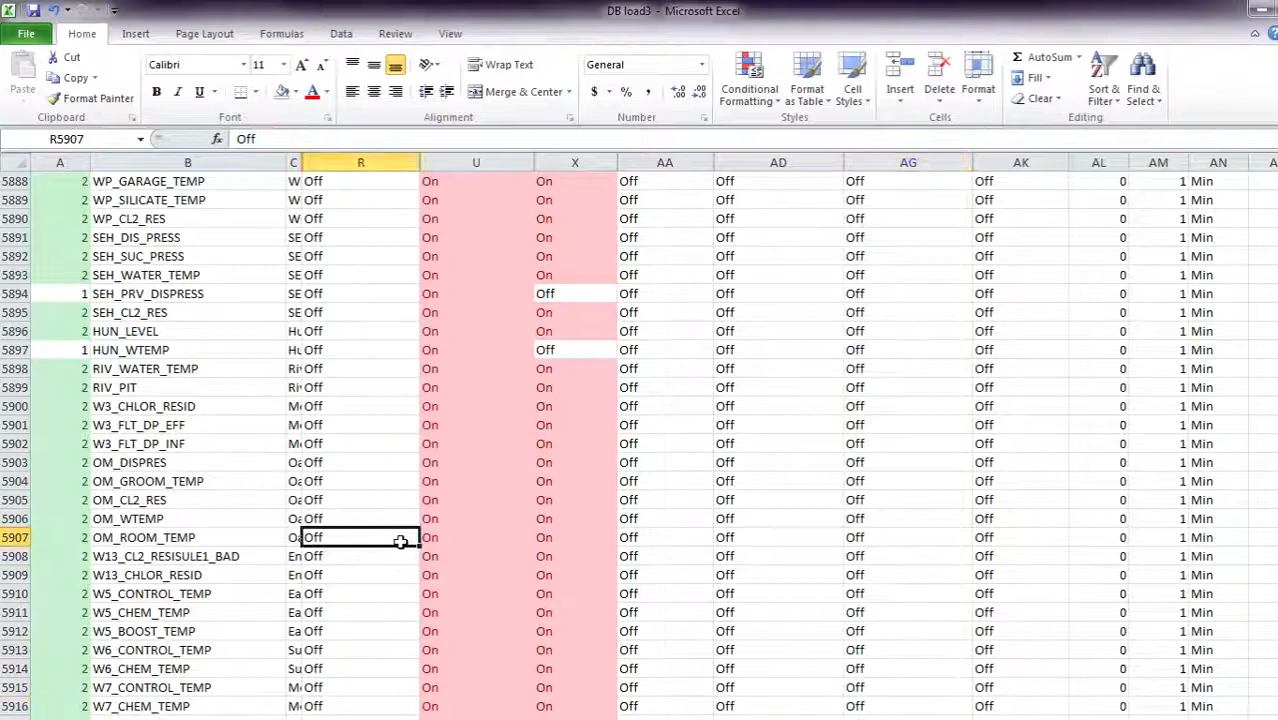 DB load3 - Microsoft Excel
File Home Insert Page Layout Formulas Data Review View
Cut
Copy
Paste
Format Painter
Clipboard
Calibri 11
B I U
Font
Wrap Text
Merge & Center
Alignment
General
$ % ,
Number
Conditional Formatting
Format as Table
Cell Styles
Styles
Insert Delete Format
Cells
AutoSum
Fill
Clear
Sort & Filter
Find & Select
Editing
R5907 fx Off
A B C R U X AA AD AG AK AL AM AN
5888 2 WP_GARAGE_TEMP W Off On On Off Off Off Off 0 1 Min
5889 2 WP_SILICATE_TEMP W Off On On Off Off Off Off 0 1 Min
5890 2 WP_CL2_RES W Off On On Off Off Off Off 0 1 Min
5891 2 SEH_DIS_PRESS SE Off On On Off Off Off Off 0 1 Min
5892 2 SEH_SUC_PRESS SE Off On On Off Off Off Off 0 1 Min
5893 2 SEH_WATER_TEMP SE Off On On Off Off Off Off 0 1 Min
5894 1 SEH_PRV_DISPRESS SE Off On Off Off Off Off Off 0 1 Min
5895 2 SEH_CL2_RES SE Off On On Off Off Off Off 0 1 Min
5896 2 HUN_LEVEL Hu Off On On Off Off Off Off 0 1 Min
5897 1 HUN_WTEMP Hu Off On Off Off Off Off Off 0 1 Min
5898 2 RIV_WATER_TEMP Riv Off On On Off Off Off Off 0 1 Min
5899 2 RIV_PIT Riv Off On On Off Off Off Off 0 1 Min
5900 2 W3_CHLOR_RESID Mo Off On On Off Off Off Off 0 1 Min
5901 2 W3_FLT_DP_EFF Mo Off On On Off Off Off Off 0 1 Min
5902 2 W3_FLT_DP_INF Mo Off On On Off Off Off Off 0 1 Min
5903 2 OM_DISPRES Oa Off On On Off Off Off Off 0 1 Min
5904 2 OM_GROOM_TEMP Oa Off On On Off Off Off Off 0 1 Min
5905 2 OM_CL2_RES Oa Off On On Off Off Off Off 0 1 Min
5906 2 OM_WTEMP Oa Off On On Off Off Off Off 0 1 Min
5907 2 OM_ROOM_TEMP Oa Off On On Off Off Off Off 0 1 Min
5908 2 W13_CL2_RESISULE1_BAD En Off On On Off Off Off Off 0 1 Min
5909 2 W13_CHLOR_RESID En Off On On Off Off Off Off 0 1 Min
5910 2 W5_CONTROL_TEMP Ea Off On On Off Off Off Off 0 1 Min
5911 2 W5_CHEM_TEMP Ea Off On On Off Off Off Off 0 1 Min
5912 2 W5_BOOST_TEMP Ea Off On On Off Off Off Off 0 1 Min
5913 2 W6_CONTROL_TEMP Su Off On On Off Off Off Off 0 1 Min
5914 2 W6_CHEM_TEMP Su Off On On Off Off Off Off 0 1 Min
5915 2 W7_CONTROL_TEMP Mo Off On On Off Off Off Off 0 1 Min
5916 2 W7_CHEM_TEMP Mo Off On On Off Off Off Off 0 1 Min